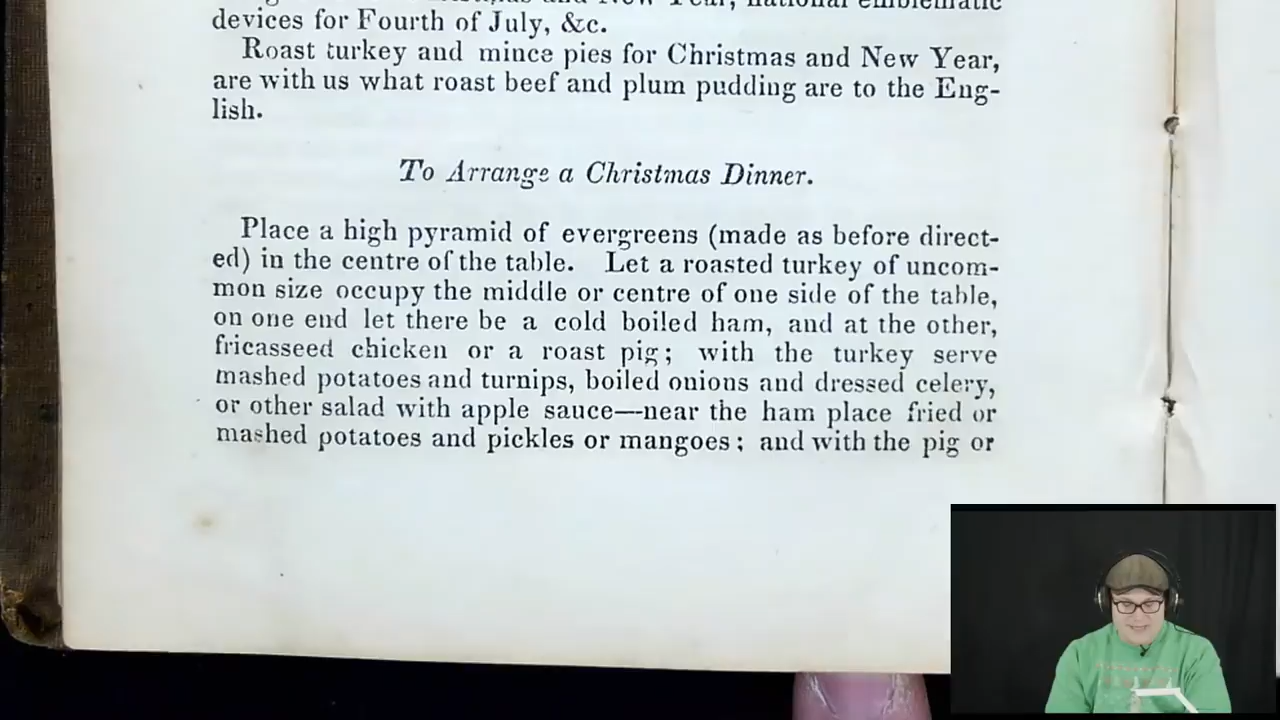 and New Year, national emblematic
devices for Fourth of July, &c.
Roast turkey and mince pies for Christmas and New Year,
are with us what roast beef and plum pudding are to the Eng-
lish.
To Arrange a Christmas Dinner.
Place a high pyramid of evergreens (made as before direct-
ed) in the centre of the table. Let a roasted turkey of uncom-
mon size occupy the middle or centre of one side of the table,
on one end let there be a cold boiled ham, and at the other,
fricasseed chicken or a roast pig; with the turkey serve
mashed potatoes and turnips, boiled onions and dressed celery,
or other salad with apple sauce—near the ham place fried or
mashed potatoes and pickles or mangoes; and with the pig or